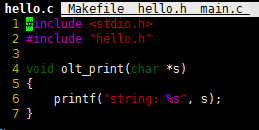 hello.c Makefile hello.h main.c
1 #include <stdio.h>
2 #include "hello.h"
3
4 void olt_print(char *s)
5 {
6     printf("string: %s", s);
7 }